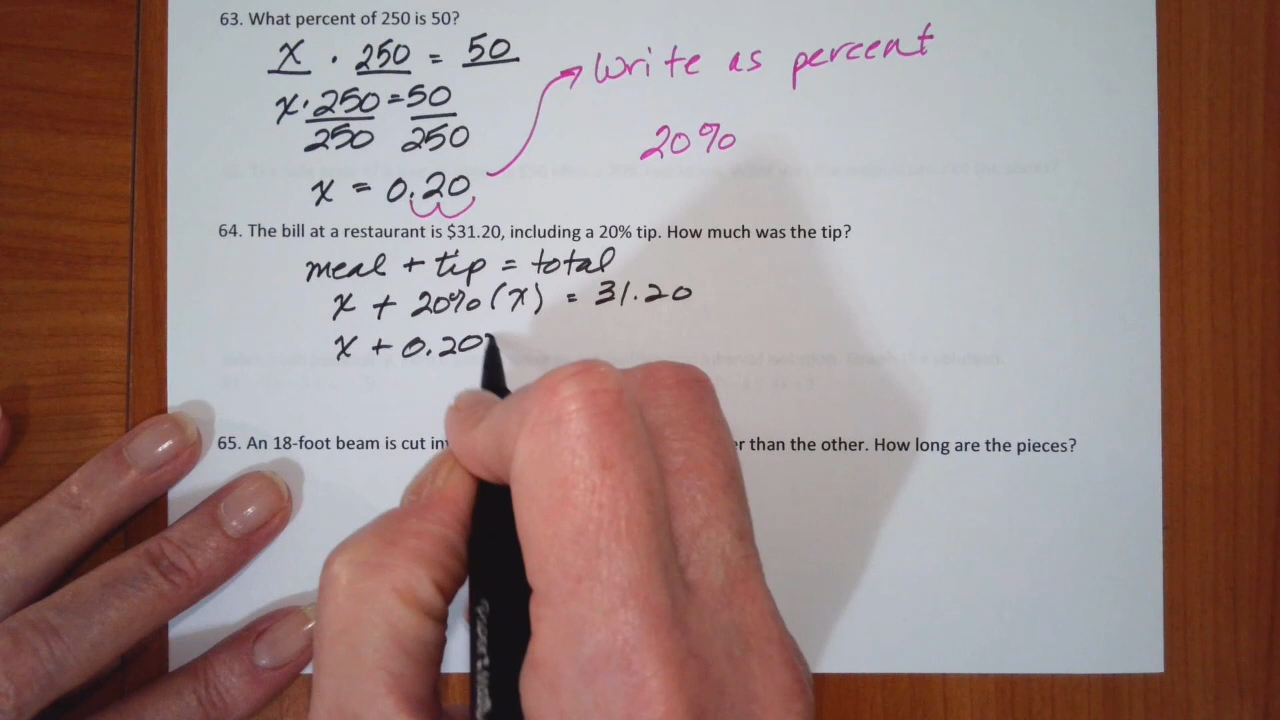 63. What percent of 250 is 50?
x · 250 = 50
Write as percent
x · 250 = 50
250 250
20%
x = 0.20
64. The bill at a restaurant is $31.20, including a 20% tip. How much was the tip?
meal + tip = total
x + 20% (x) = 31.20
x + 0.20
65. An 18-foot beam is cut than the other. How long are the pieces?